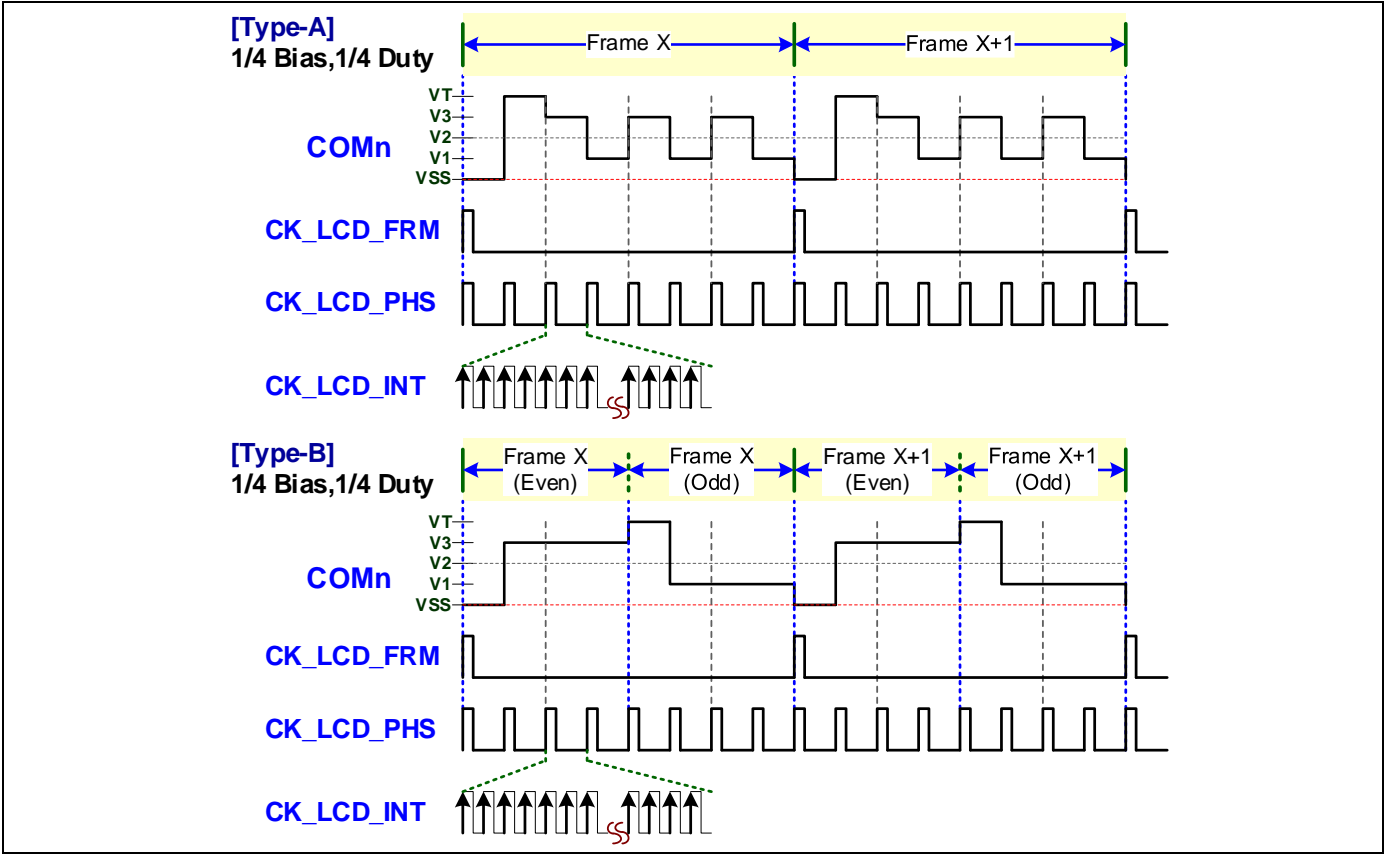 [Type-A]
1/4 Bias,1/4 Duty
Frame X
Frame X+1
VT
V3
V2
V1
VSS
COMn
CK_LCD_FRM
CK_LCD_PHS
CK_LCD_INT
[Type-B]
1/4 Bias,1/4 Duty
Frame X
(Even)
Frame X
(Odd)
Frame X+1
(Even)
Frame X+1
(Odd)
VT
V3
V2
V1
VSS
COMn
CK_LCD_FRM
CK_LCD_PHS
CK_LCD_INT